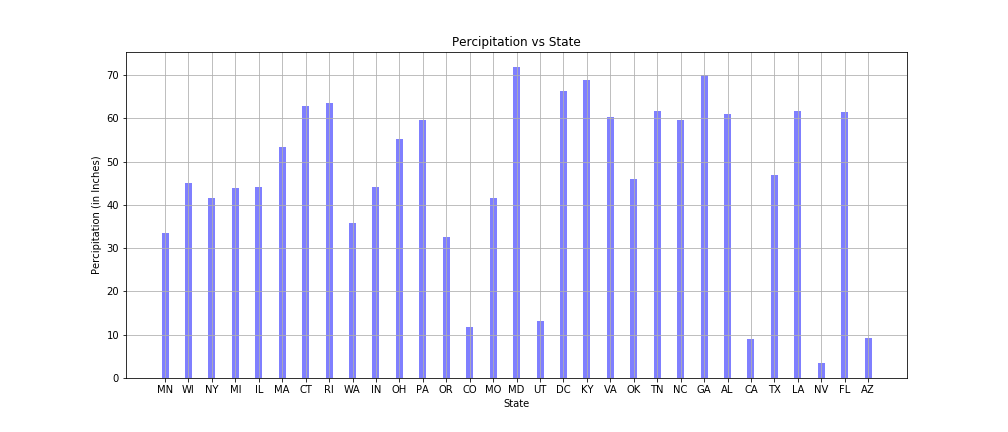 Percipitation vs State
Percipitation (in Inches)
70
60
50
40
30
20
10
0
MN WI NY MI IL MA CT RI WA IN OH PA OR CO MO MD UT DC KY VA OK TN NC GA AL CA TX LA NV FL AZ
State